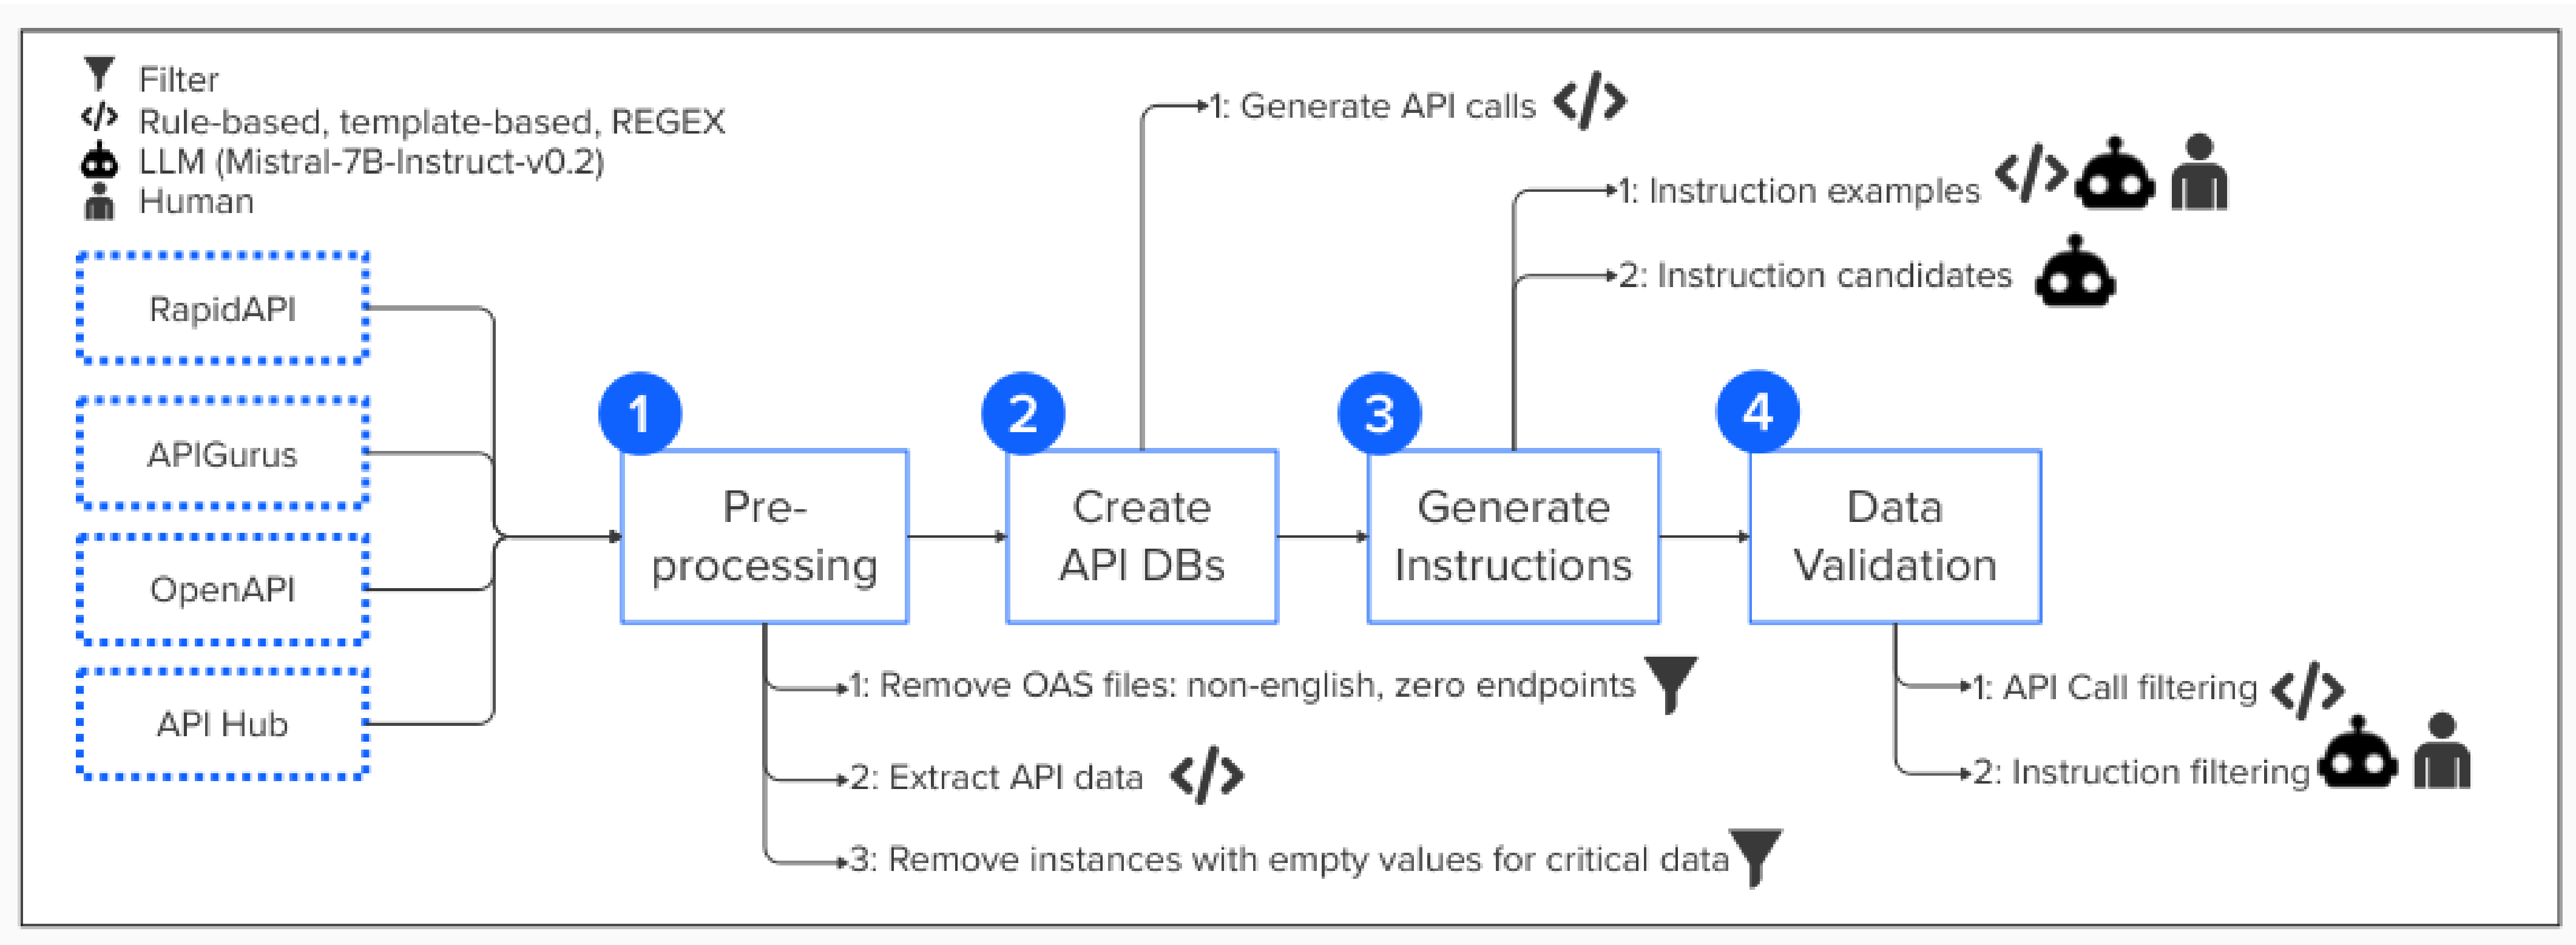 Filter
Rule-based, template-based, REGEX
LLM (Mistral-7B-Instruct-v0.2)
Human
RapidAPI
APIGurus
OpenAPI
API Hub
1
Pre-
processing
1: Remove OAS files: non-english, zero endpoints
2: Extract API data
3: Remove instances with empty values for critical data
2
Create
API DBs
1: Generate API calls
3
Generate
Instructions
1: Instruction examples
2: Instruction candidates
4
Data
Validation
1: API Call filtering
2: Instruction filtering